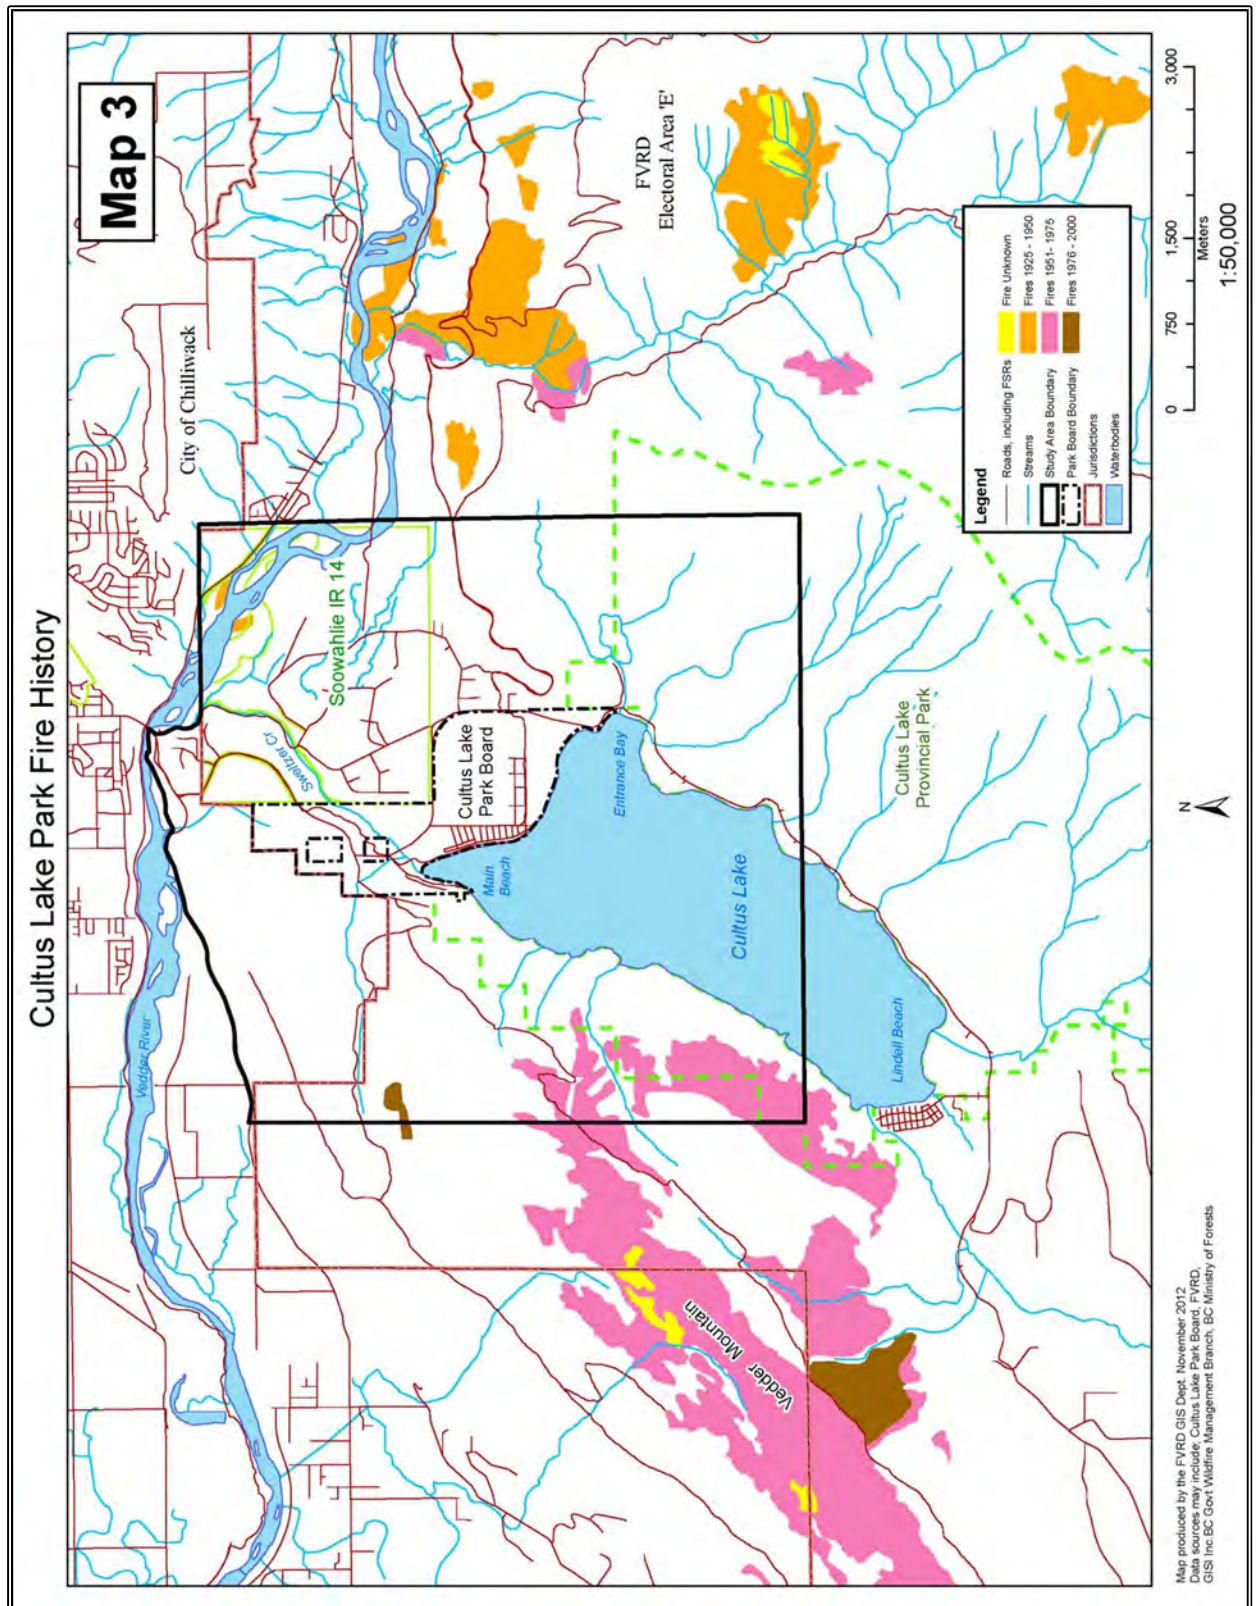 Cultus Lake Park Fire History
Map 3
City of Chilliwack
Vedder River
Soowahlie IR 14
Sweltzer Cr
Cultus Lake
Park Board
Main
Beach
Entrance Bay
Cultus Lake
Lindell Beach
Vedder Mountain
FVRD
Electoral Area 'E'
Cultus Lake
Provincial Park
Legend
Roads, including FSRs
Streams
Study Area Boundary
Park Board Boundary
Jurisdictions
Waterbodies
Fire Unknown
Fires 1925 - 1950
Fires 1951- 1975
Fires 1976 - 2000
Map produced by the FVRD GIS Dept. November 2012
Data sources may include; Cultus Lake Park Board, FVRD,
GISI Inc.BC Govt Wildfire Management Branch, BC Ministry of Forests
N
0 750 1,500 3,000
Meters
1:50,000